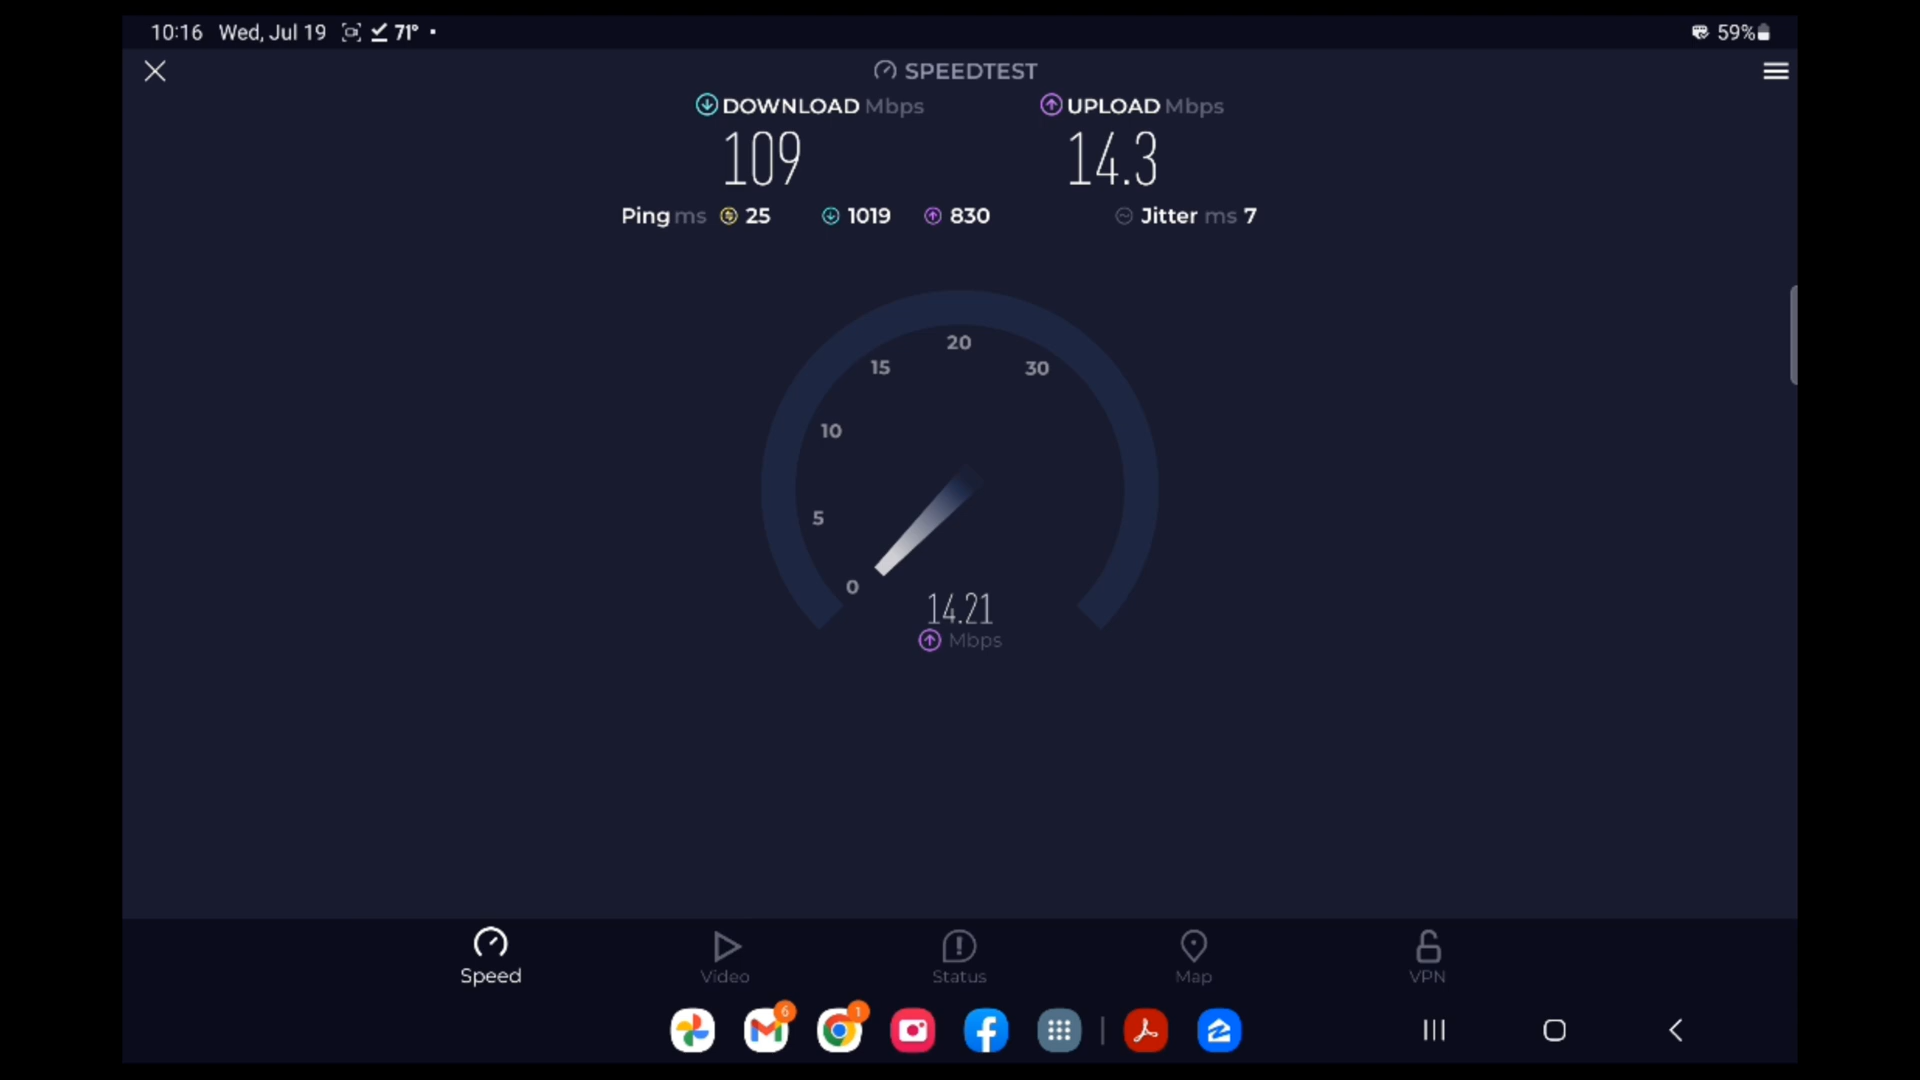 10:16 Wed, Jul 19 71° •
59%
SPEEDTEST
DOWNLOAD Mbps
UPLOAD Mbps
109
14.3
Ping ms 25 1019 830 Jitter ms 7
20
15
30
10
5
0
14.21
Mbps
Speed
Video
Status
Map
VPN
6
1